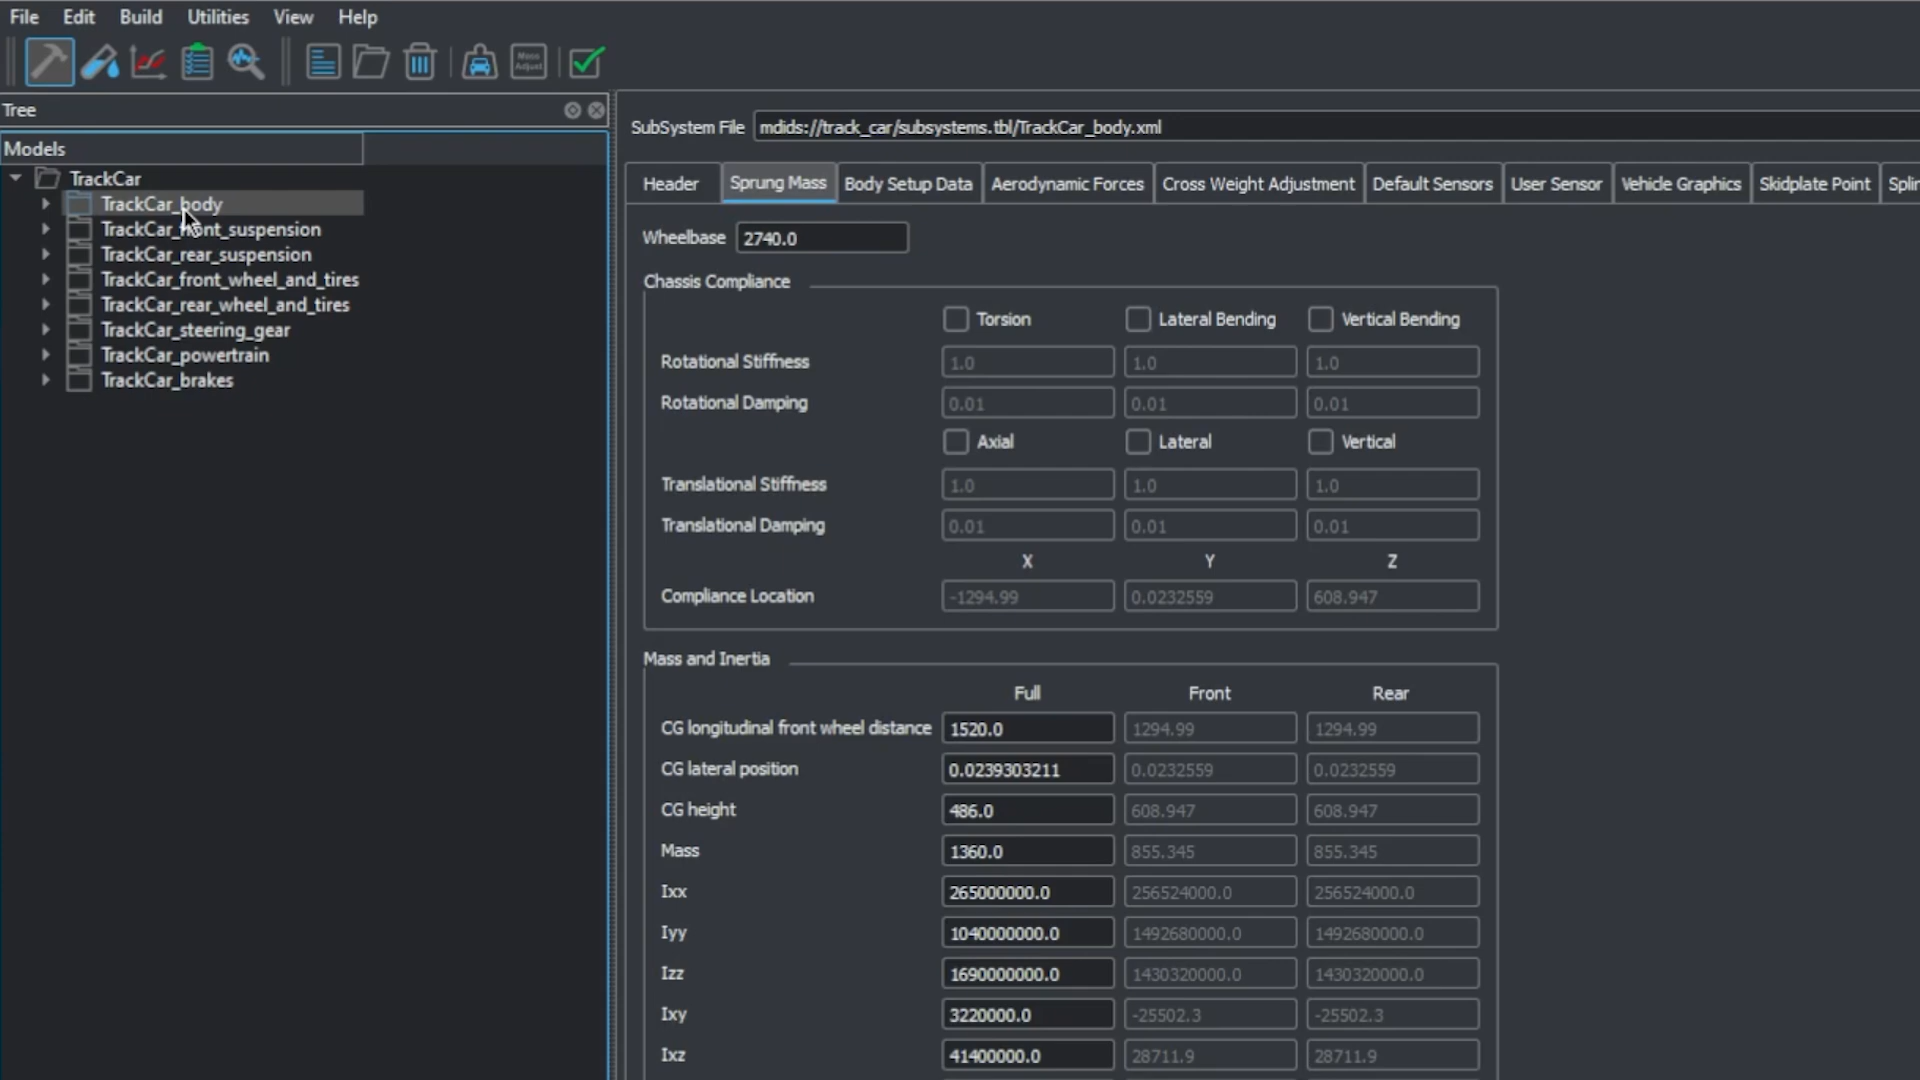 File Edit Build Utilities View Help
Mass Adjust
Tree
Models
TrackCar
TrackCar_body
TrackCar_front_suspension
TrackCar_rear_suspension
TrackCar_front_wheel_and_tires
TrackCar_rear_wheel_and_tires
TrackCar_steering_gear
TrackCar_powertrain
TrackCar_brakes
SubSystem File mdids://track_car/subsystems.tbl/TrackCar_body.xml
Header Sprung Mass Body Setup Data Aerodynamic Forces Cross Weight Adjustment Default Sensors User Sensor Vehicle Graphics Skidplate Point Splin
Wheelbase 2740.0
Chassis Compliance
Torsion Lateral Bending Vertical Bending
Rotational Stiffness 1.0 1.0 1.0
Rotational Damping 0.01 0.01 0.01
Axial Lateral Vertical
Translational Stiffness 1.0 1.0 1.0
Translational Damping 0.01 0.01 0.01
X Y Z
Compliance Location -1294.99 0.0232559 608.947
Mass and Inertia
Full Front Rear
CG longitudinal front wheel distance 1520.0 1294.99 1294.99
CG lateral position 0.0239303211 0.0232559 0.0232559
CG height 486.0 608.947 608.947
Mass 1360.0 855.345 855.345
Ixx 265000000.0 256524000.0 256524000.0
Iyy 1040000000.0 1492680000.0 1492680000.0
Izz 1690000000.0 1430320000.0 1430320000.0
Ixy 3220000.0 -25502.3 -25502.3
Ixz 41400000.0 28711.9 28711.9